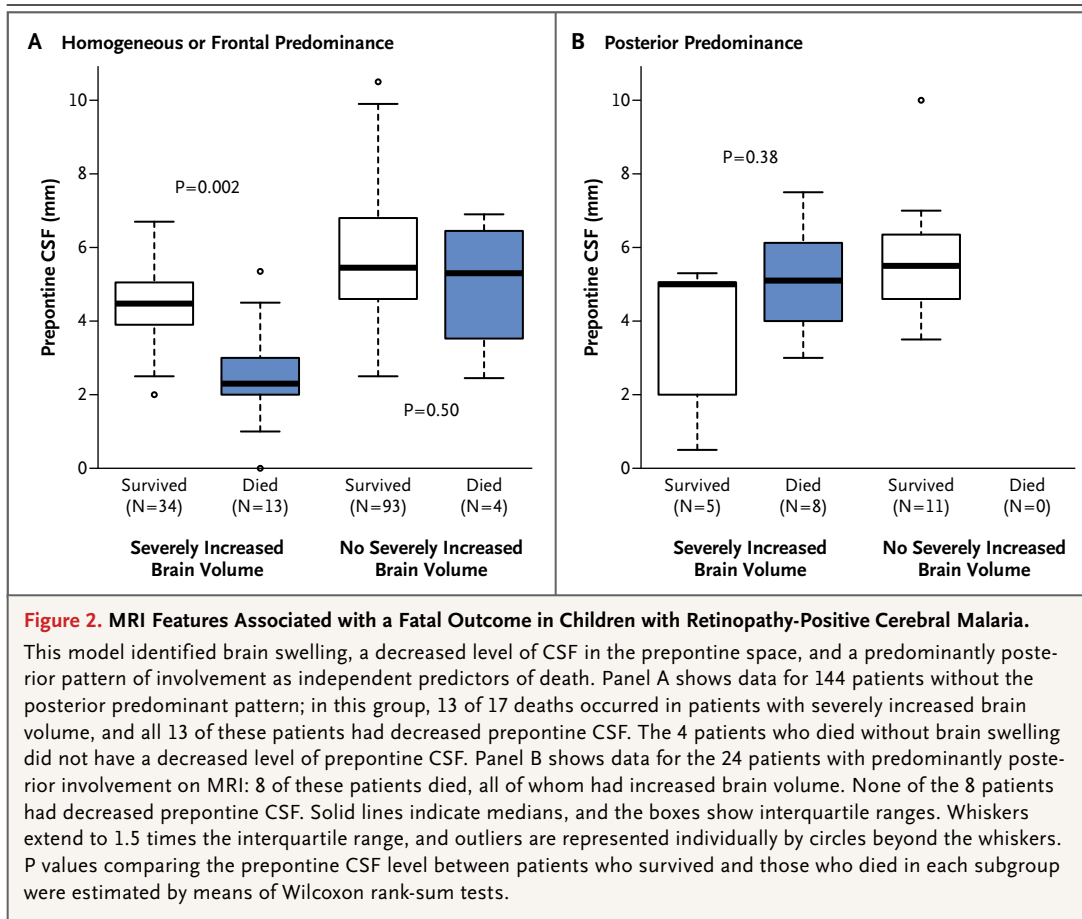 A Homogeneous or Frontal Predominance
10
8
6
4
2
0
Prepontine CSF (mm)
P=0.002
P=0.50
Survived
(N=34)
Died
(N=13)
Survived
(N=93)
Died
(N=4)
Severely Increased
Brain Volume
No Severely Increased
Brain Volume
B Posterior Predominance
10
8
6
4
2
0
Prepontine CSF (mm)
P=0.38
Survived
(N=5)
Died
(N=8)
Survived
(N=11)
Died
(N=0)
Severely Increased
Brain Volume
No Severely Increased
Brain Volume
Figure 2. MRI Features Associated with a Fatal Outcome in Children with Retinopathy-Positive Cerebral Malaria.
This model identified brain swelling, a decreased level of CSF in the prepontine space, and a predominantly poste-
rior pattern of involvement as independent predictors of death. Panel A shows data for 144 patients without the
posterior predominant pattern; in this group, 13 of 17 deaths occurred in patients with severely increased brain
volume, and all 13 of these patients had decreased prepontine CSF. The 4 patients who died without brain swelling
did not have a decreased level of prepontine CSF. Panel B shows data for the 24 patients with predominantly poste-
rior involvement on MRI: 8 of these patients died, all of whom had increased brain volume. None of the 8 patients
had decreased prepontine CSF. Solid lines indicate medians, and the boxes show interquartile ranges. Whiskers
extend to 1.5 times the interquartile range, and outliers are represented individually by circles beyond the whiskers.
P values comparing the prepontine CSF level between patients who survived and those who died in each subgroup
were estimated by means of Wilcoxon rank-sum tests.